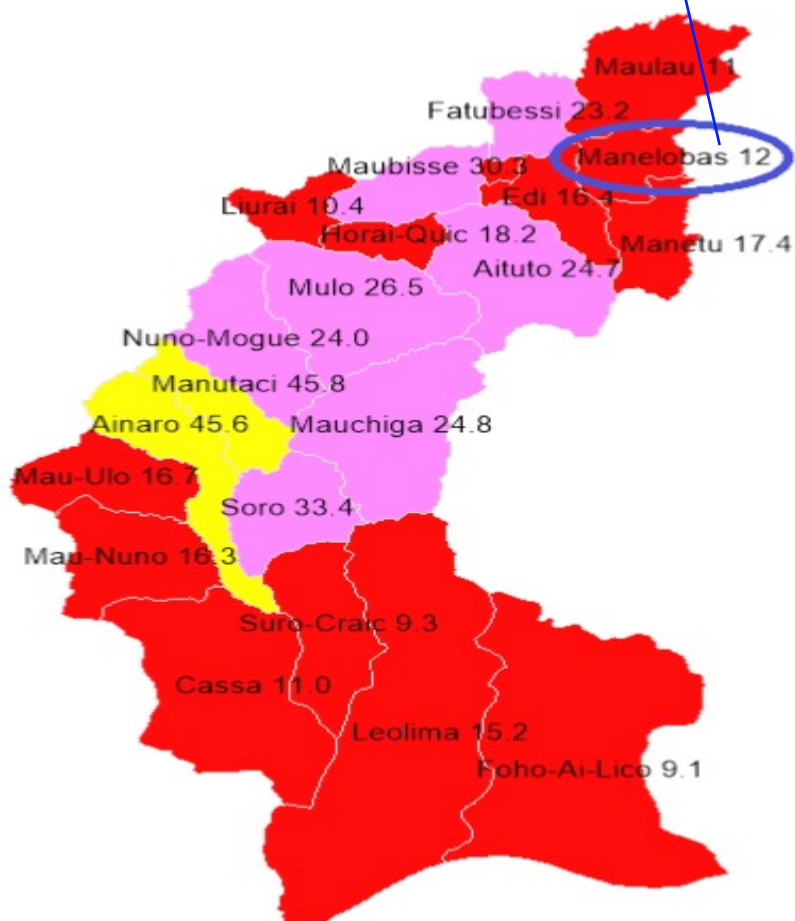 Maulau 11
Fatubessi 23.2
Manelobas 12
Maubisse 30.3
Edi 16.4
Liurai 10.4
Horai-Quic 18.2
Manetu 17.4
Aituto 24.7
Mulo 26.5
Nuno-Mogue 24.0
Manutaci 45.8
Ainaro 45.6
Mauchiga 24.8
Mau-Ulo 16.7
Soro 33.4
Mau-Nuno 16.3
Suro-Craic 9.3
Cassa 11.0
Leolima 15.2
Foho-Ai-Lico 9.1